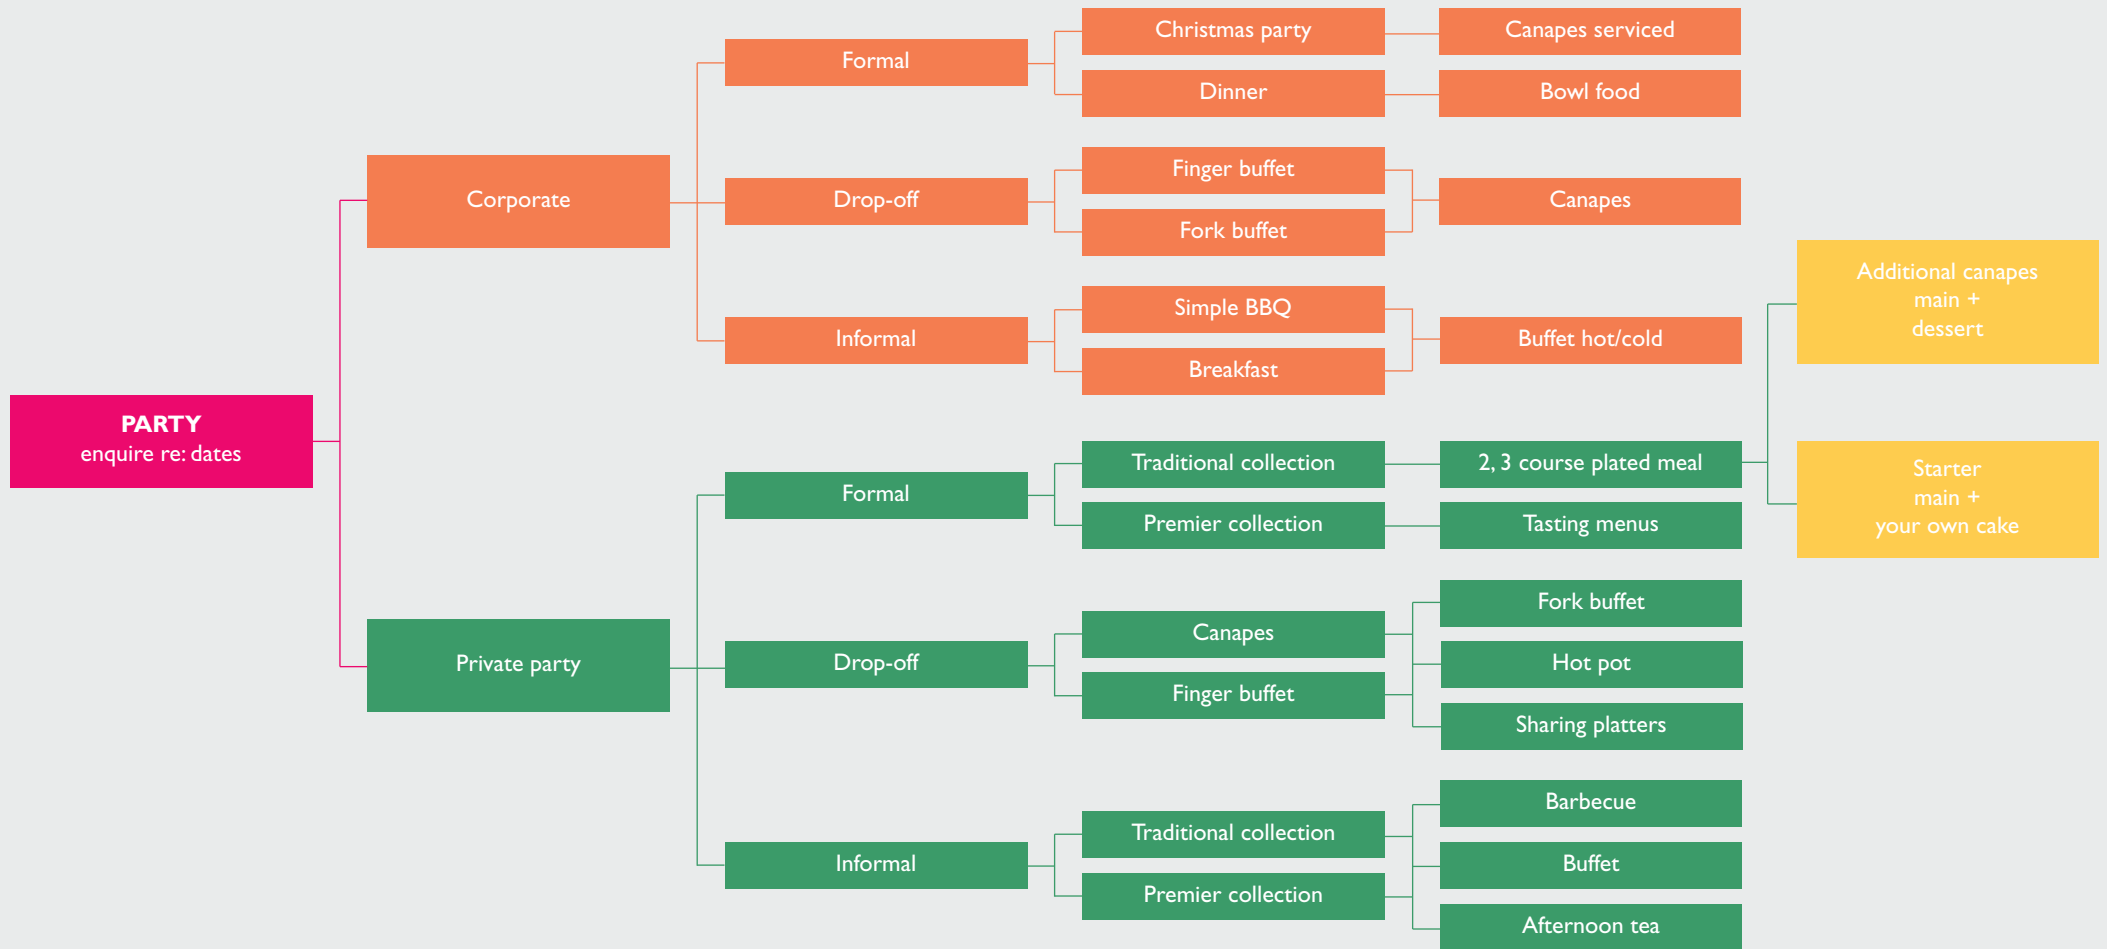 PARTY
enquire re: dates
Corporate
Formal
Christmas party
Canapes serviced
Dinner
Bowl food
Drop-off
Finger buffet
Fork buffet
Canapes
Informal
Simple BBQ
Breakfast
Buffet hot/cold
Private party
Formal
Traditional collection
2, 3 course plated meal
Additional canapes
main +
dessert
Starter
main +
your own cake
Premier collection
Tasting menus
Drop-off
Canapes
Finger buffet
Fork buffet
Hot pot
Sharing platters
Informal
Traditional collection
Premier collection
Barbecue
Buffet
Afternoon tea